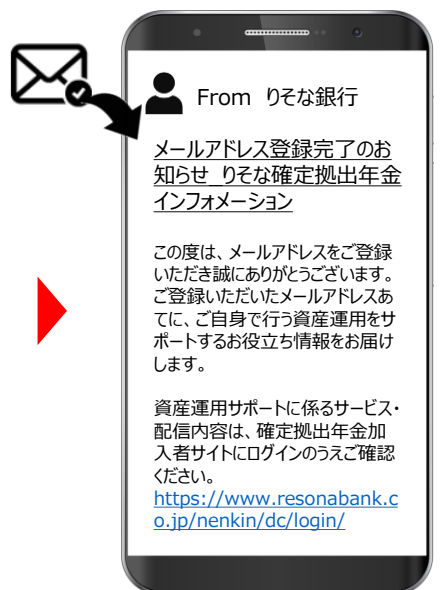 From りそな銀行
メールアドレス登録完了のお
知らせ_りそな確定拠出年金
インフォメーション
この度は、メールアドレスをご登録
いただき誠にありがとうございます。
ご登録いただいたメールアドレスあ
てに、ご自身で行う資産運用をサ
ポートするお役立ち情報をお届け
します。
資産運用サポートに係るサービス・
配信内容は、確定拠出年金加
入者サイトにログインのうえご確認
ください。
https://www.resonabank.c
o.jp/nenkin/dc/login/